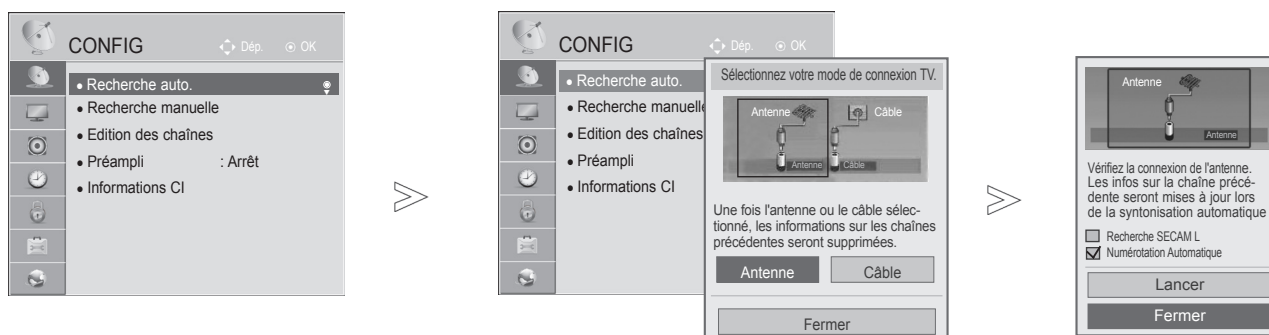 CONFIG
Dép. OK
• Recherche auto.
• Recherche manuelle
• Edition des chaînes
• Préampli : Arrêt
• Informations CI
CONFIG
Dép. OK
• Recherche auto.
• Recherche manuelle
• Edition des chaînes
• Préampli
• Informations CI
Sélectionnez votre mode de connexion TV.
Antenne Câble
Antenne Câble
Une fois l'antenne ou le câble sélec-
tionné, les informations sur les chaînes
précédentes seront supprimées.
Antenne Câble
Fermer
Antenne
Antenne
Vérifiez la connexion de l'antenne.
Les infos sur la chaîne précé-
dente seront mises à jour lors
de la syntonisation automatique
Recherche SECAM L
Numérotation Automatique
Lancer
Fermer